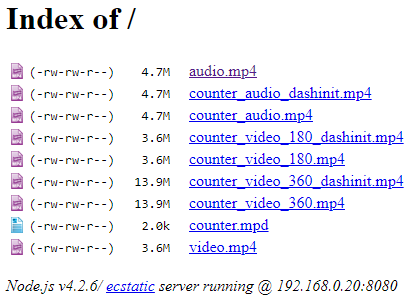 Index of /
(-rw-rw-r--) 4.7M audio.mp4
(-rw-rw-r--) 4.7M counter_audio_dashinit.mp4
(-rw-rw-r--) 4.7M counter_audio.mp4
(-rw-rw-r--) 3.6M counter_video_180_dashinit.mp4
(-rw-rw-r--) 3.6M counter_video_180.mp4
(-rw-rw-r--) 13.9M counter_video_360_dashinit.mp4
(-rw-rw-r--) 13.9M counter_video_360.mp4
(-rw-rw-r--) 2.0k counter.mpd
(-rw-rw-r--) 3.6M video.mp4
Node.js v4.2.6/ ecstatic server running @ 192.168.0.20:8080